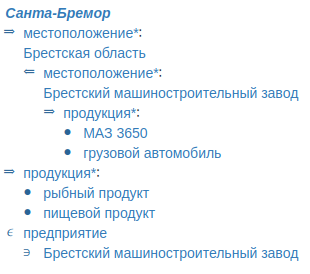 Санта-Бремор
⇒ местоположение*:
Брестская область
⇐ местоположение*:
Брестский машиностроительный завод
⇒ продукция*:
● МАЗ 3650
● грузовой автомобиль
⇒ продукция*:
● рыбный продукт
● пищевой продукт
ϵ предприятие
∍ Брестский машиностроительный завод